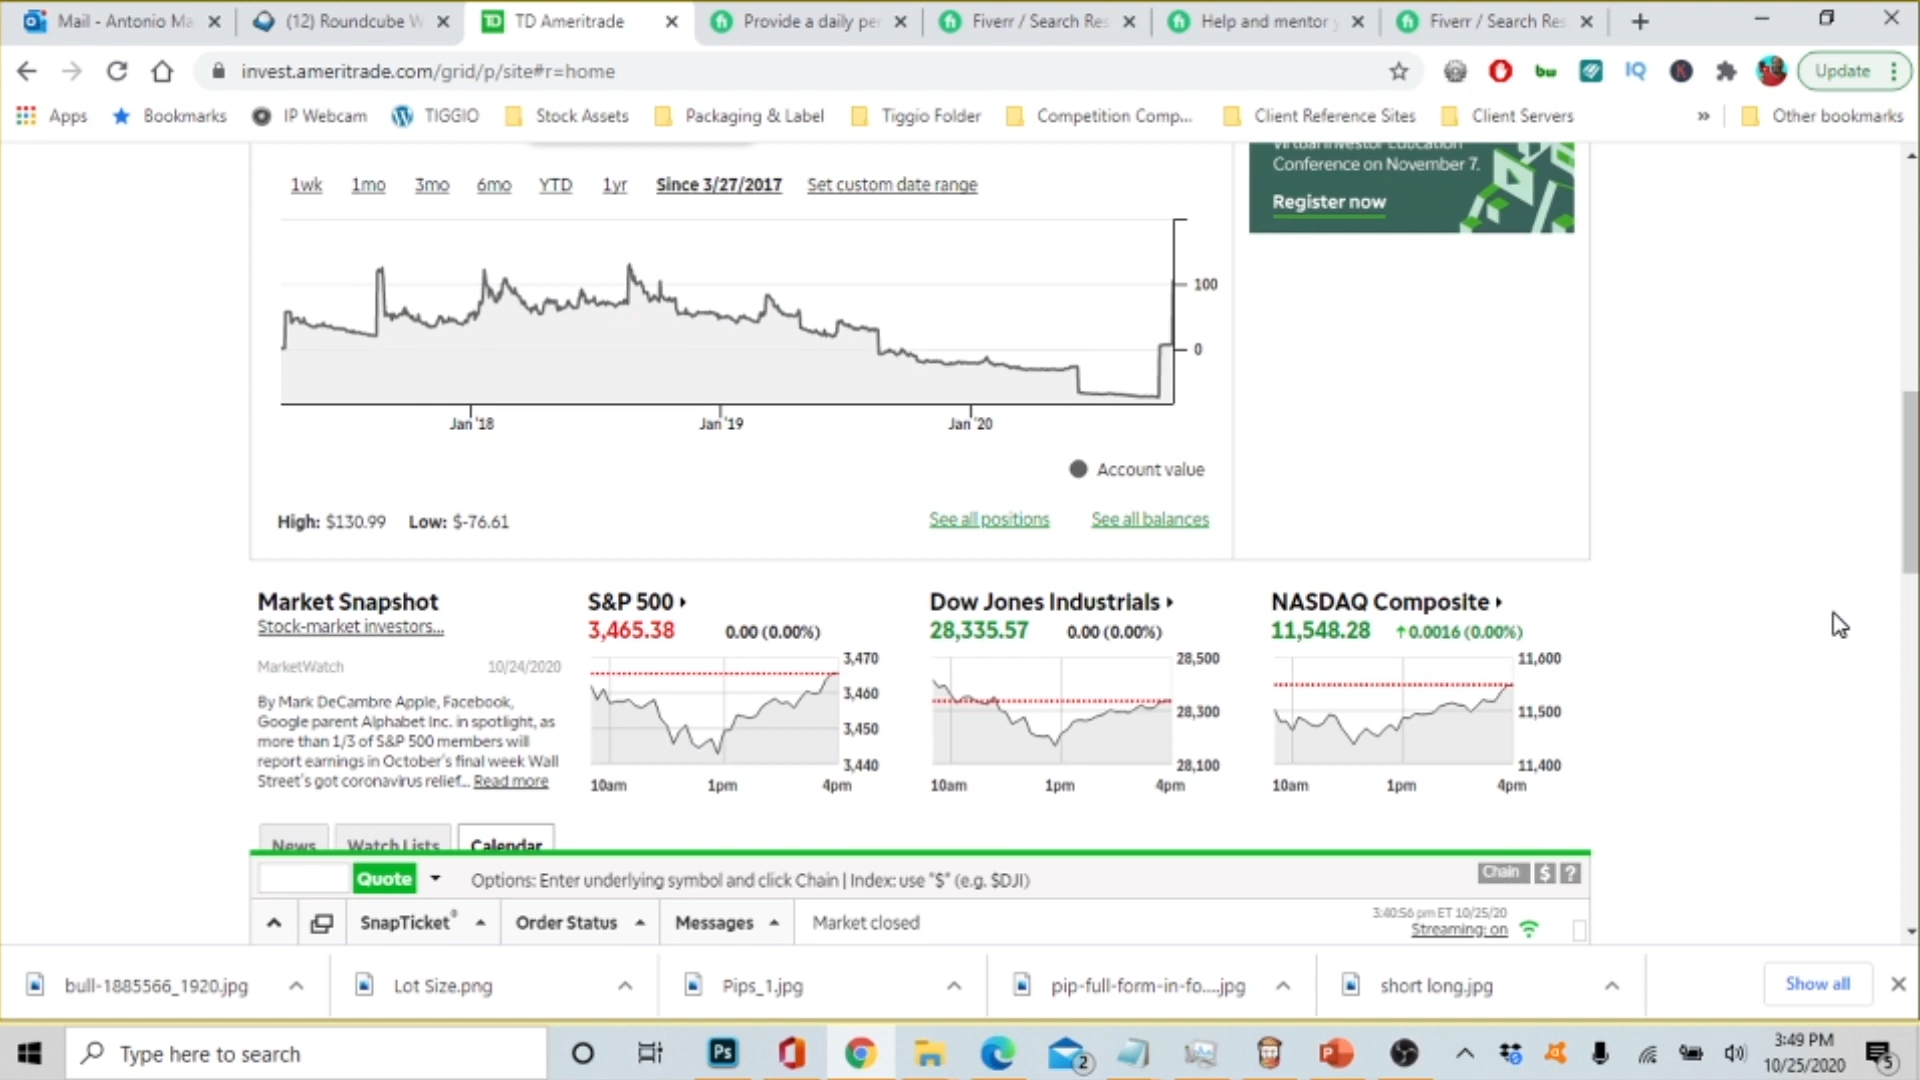 Mail - Antonio Ma
(12) Roundcube W
TD Ameritrade
Provide a daily per
Fiverr / Search Res
Help and mentor y
Fiverr / Search Res
invest.ameritrade.com/grid/p/site#r=home
Update
Apps
Bookmarks
IP Webcam
TIGGIO
Stock Assets
Packaging & Label
Tiggio Folder
Competition Comp...
Client Reference Sites
Client Servers
»
Other bookmarks
1wk 1mo 3mo 6mo YTD 1yr Since 3/27/2017 Set custom date range
Virtual Investor Education
Conference on November 7.
Register now
100
0
Jan '18
Jan '19
Jan '20
Account value
High: $130.99 Low: $-76.61
See all positions
See all balances
Market Snapshot
Stock-market investors...
MarketWatch 10/24/2020
By Mark DeCambre Apple, Facebook,
Google parent Alphabet Inc. in spotlight, as
more than 1/3 of S&P 500 members will
report earnings in October's final week Wall
Street's got coronavirus relief... Read more
S&P 500
3,465.38 0.00 (0.00%)
3,470
3,460
3,450
3,440
10am 1pm 4pm
Dow Jones Industrials
28,335.57 0.00 (0.00%)
28,500
28,300
28,100
10am 1pm 4pm
NASDAQ Composite
11,548.28 ↑0.0016 (0.00%)
11,600
11,500
11,400
10am 1pm 4pm
News
Watch Lists
Calendar
Quote
Options: Enter underlying symbol and click Chain | Index: use "$" (e.g. $DJI)
Chain $ ?
SnapTicket®
Order Status
Messages
Market closed
3:40:56 pm ET 10/25/20
Streaming: on
bull-1885566_1920.jpg
Lot Size.png
Pips_1.jpg
pip-full-form-in-fo....jpg
short long.jpg
Show all
Type here to search
Ps
2
3:49 PM
10/25/2020
5